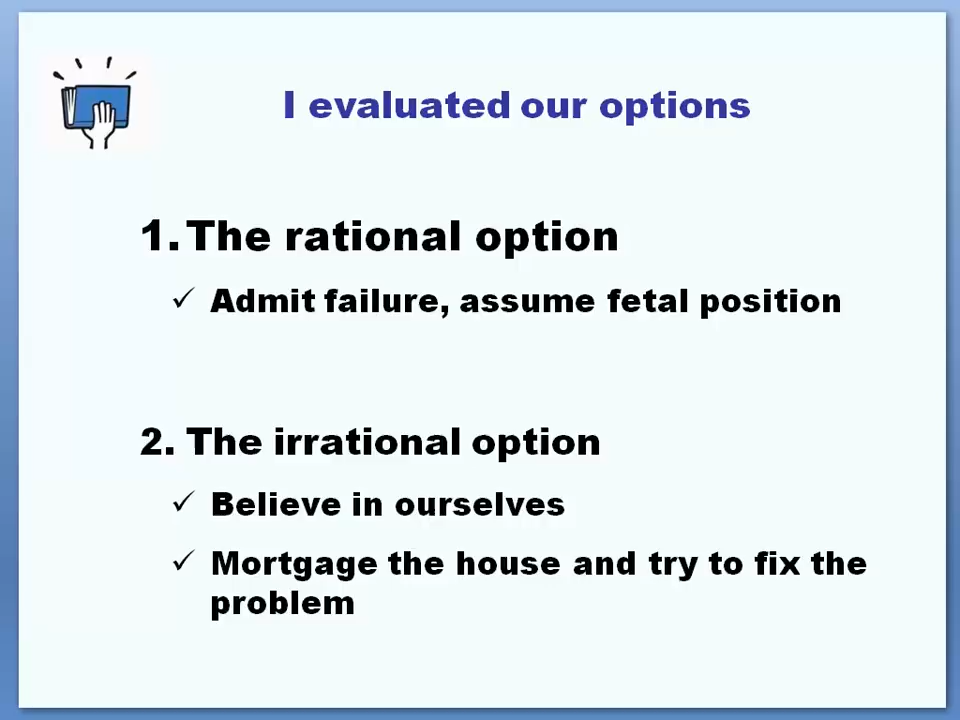 I evaluated our options
1. The rational option
✓ Admit failure, assume fetal position
2. The irrational option
✓ Believe in ourselves
✓ Mortgage the house and try to fix the
problem